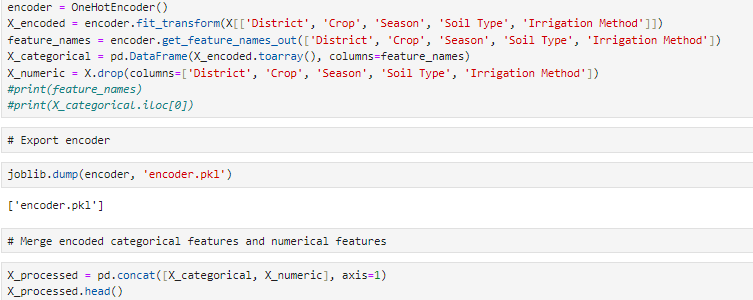 encoder = OneHotEncoder()
X_encoded = encoder.fit_transform(X[['District', 'Crop', 'Season', 'Soil Type', 'Irrigation Method']])
feature_names = encoder.get_feature_names_out(['District', 'Crop', 'Season', 'Soil Type', 'Irrigation Method'])
X_categorical = pd.DataFrame(X_encoded.toarray(), columns=feature_names)
X_numeric = X.drop(columns=['District', 'Crop', 'Season', 'Soil Type', 'Irrigation Method'])
#print(feature_names)
#print(X_categorical.iloc[0])
# Export encoder
joblib.dump(encoder, 'encoder.pkl')
['encoder.pkl']
# Merge encoded categorical features and numerical features
X_processed = pd.concat([X_categorical, X_numeric], axis=1)
X_processed.head()